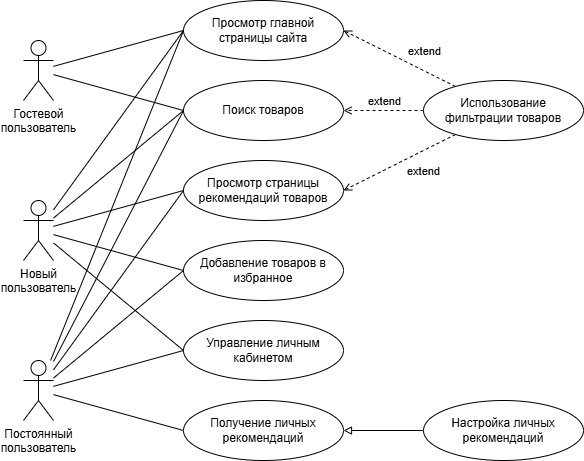 Просмотр главной
страницы сайта
extend
Гостевой
пользователь
Поиск товаров
extend
Использование
фильтрации товаров
extend
Просмотр страницы
рекомендаций товаров
Новый
пользователь
Добавление товаров в
избранное
Управление личным
кабинетом
Постоянный
пользователь
Получение личных
рекомендаций
Настройка личных
рекомендаций